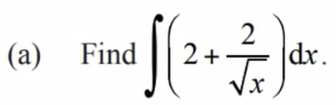 (a) Find ∫(2 + 2/√x)dx.